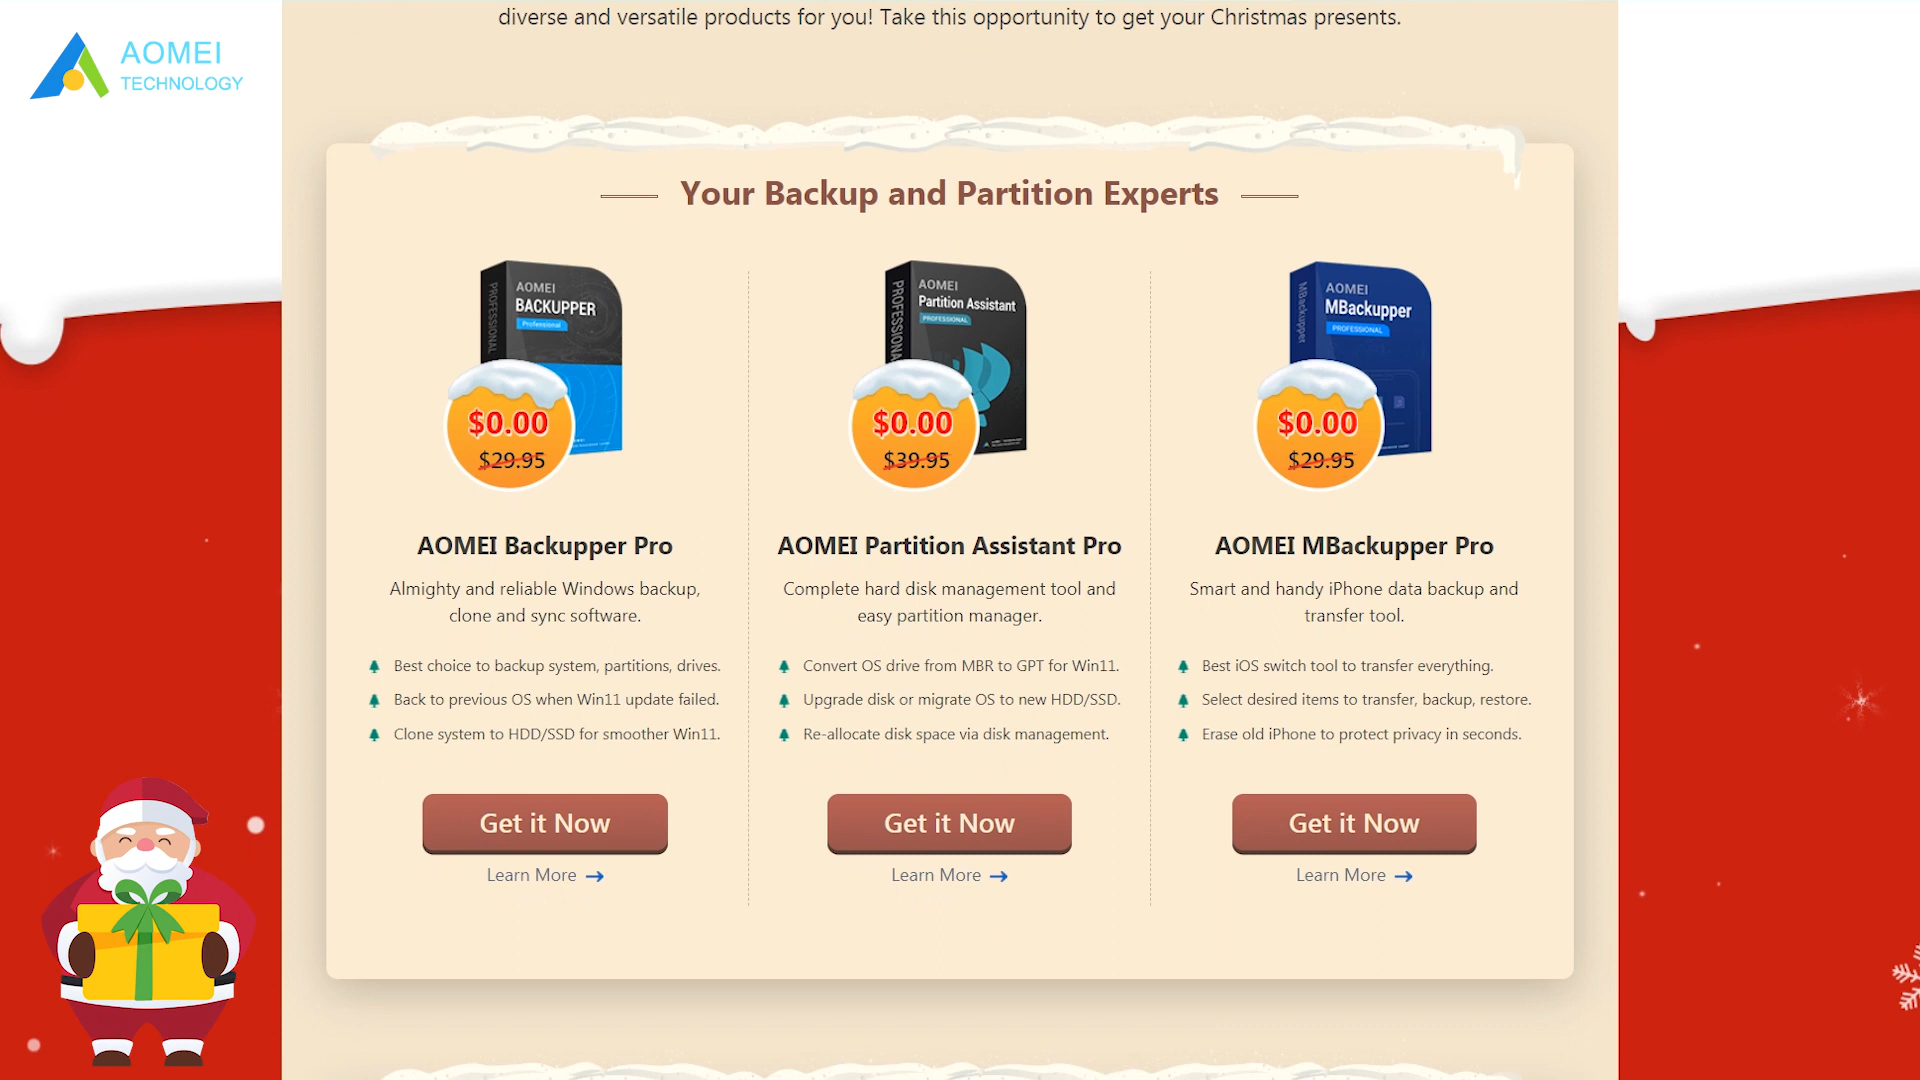 diverse and versatile products for you! Take this opportunity to get your Christmas presents.
AOMEI
TECHNOLOGY
Your Backup and Partition Experts
PROFESSIONAL
AOMEI
BACKUPPER
Professional
$0.00
$29.95
PROFESSIONAL
AOMEI
Partition Assistant
PROFESSIONAL
$0.00
$39.95
MBackupper
AOMEI
MBackupper
PROFESSIONAL
$0.00
$29.95
AOMEI Backupper Pro
Almighty and reliable Windows backup,
clone and sync software.
Best choice to backup system, partitions, drives.
Back to previous OS when Win11 update failed.
Clone system to HDD/SSD for smoother Win11.
Get it Now
Learn More →
AOMEI Partition Assistant Pro
Complete hard disk management tool and
easy partition manager.
Convert OS drive from MBR to GPT for Win11.
Upgrade disk or migrate OS to new HDD/SSD.
Re-allocate disk space via disk management.
Get it Now
Learn More →
AOMEI MBackupper Pro
Smart and handy iPhone data backup and
transfer tool.
Best iOS switch tool to transfer everything.
Select desired items to transfer, backup, restore.
Erase old iPhone to protect privacy in seconds.
Get it Now
Learn More →